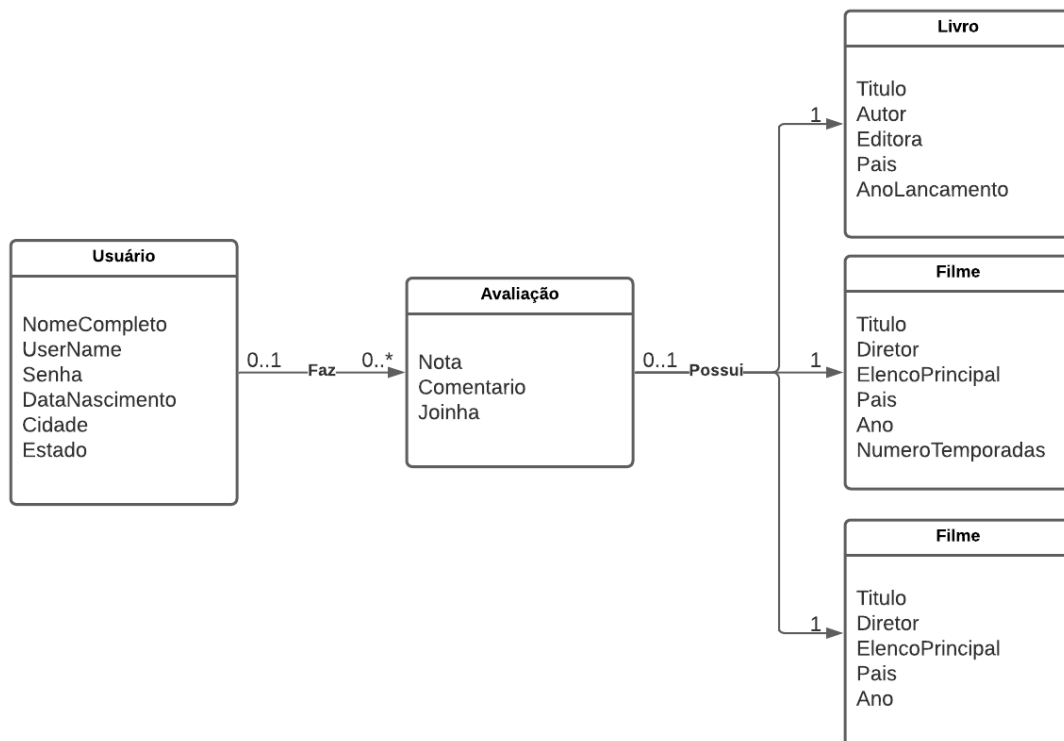 Livro
Titulo
Autor
Editora
Pais
AnoLancamento
Usuário
NomeCompleto
UserName
Senha
DataNascimento
Cidade
Estado
0..1
Faz
0..*
Avaliação
Nota
Comentario
Joinha
0..1
Possui
1
1
1
Filme
Titulo
Diretor
ElencoPrincipal
Pais
Ano
NumeroTemporadas
Filme
Titulo
Diretor
ElencoPrincipal
Pais
Ano